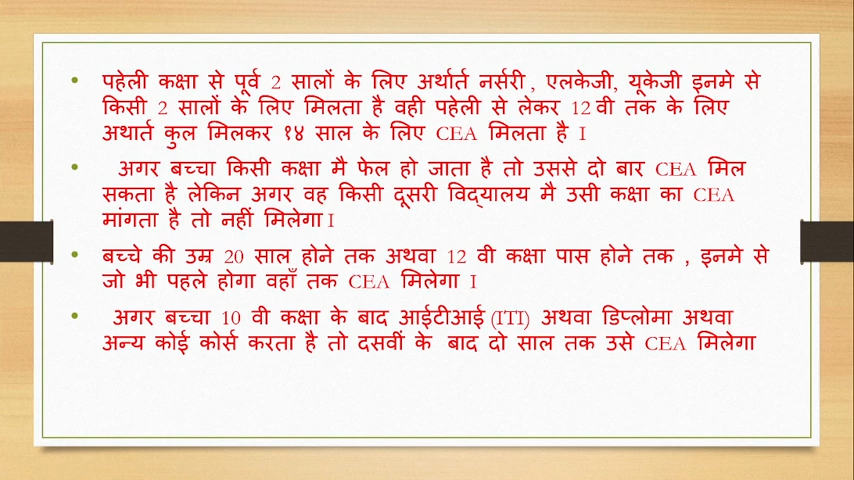 • पहेली कक्षा से पूर्व 2 सालों के लिए अर्थार्त नर्सरी , एलकेजी, यूकेजी इनमे से
किसी 2 सालों के लिए मिलता है वही पहेली से लेकर 12 वी तक के लिए
अथार्त कुल मिलकर १४ साल के लिए CEA मिलता है I
• अगर बच्चा किसी कक्षा मै फेल हो जाता है तो उससे दो बार CEA मिल
सकता है लेकिन अगर वह किसी दूसरी विद्यालय मै उसी कक्षा का CEA
मांगता है तो नहीं मिलेगा I
• बच्चे की उम्र 20 साल होने तक अथवा 12 वी कक्षा पास होने तक , इनमे से
जो भी पहले होगा वहाँ तक CEA मिलेगा I
• अगर बच्चा 10 वी कक्षा के बाद आईटीआई (ITI) अथवा डिप्लोमा अथवा
अन्य कोई कोर्स करता है तो दसवीं के बाद दो साल तक उसे CEA मिलेगा